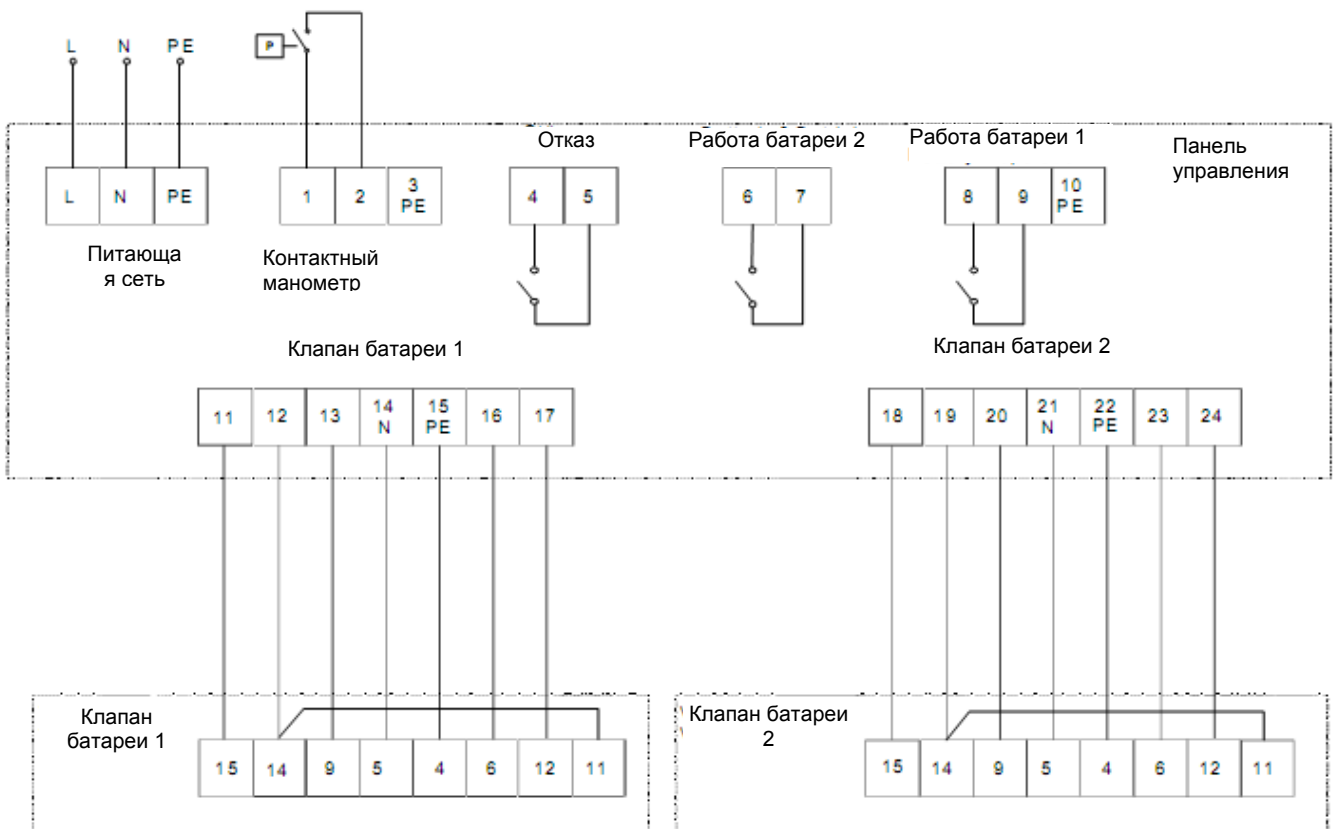 L N PE
P
Отказ
Работа батареи 2
Работа батареи 1
Панель
управления
L N PE
1 2 3
PE
4 5
6 7
8 9 10
PE
Питающа
я сеть
Контактный
манометр
Клапан батареи 1
Клапан батареи 2
11 12 13 14
N
15
PE
16 17
18 19 20 21
N
22
PE
23 24
Клапан
батареи 1
Клапан батареи
2
15 14 9 5 4 6 12 11
15 14 9 5 4 6 12 11